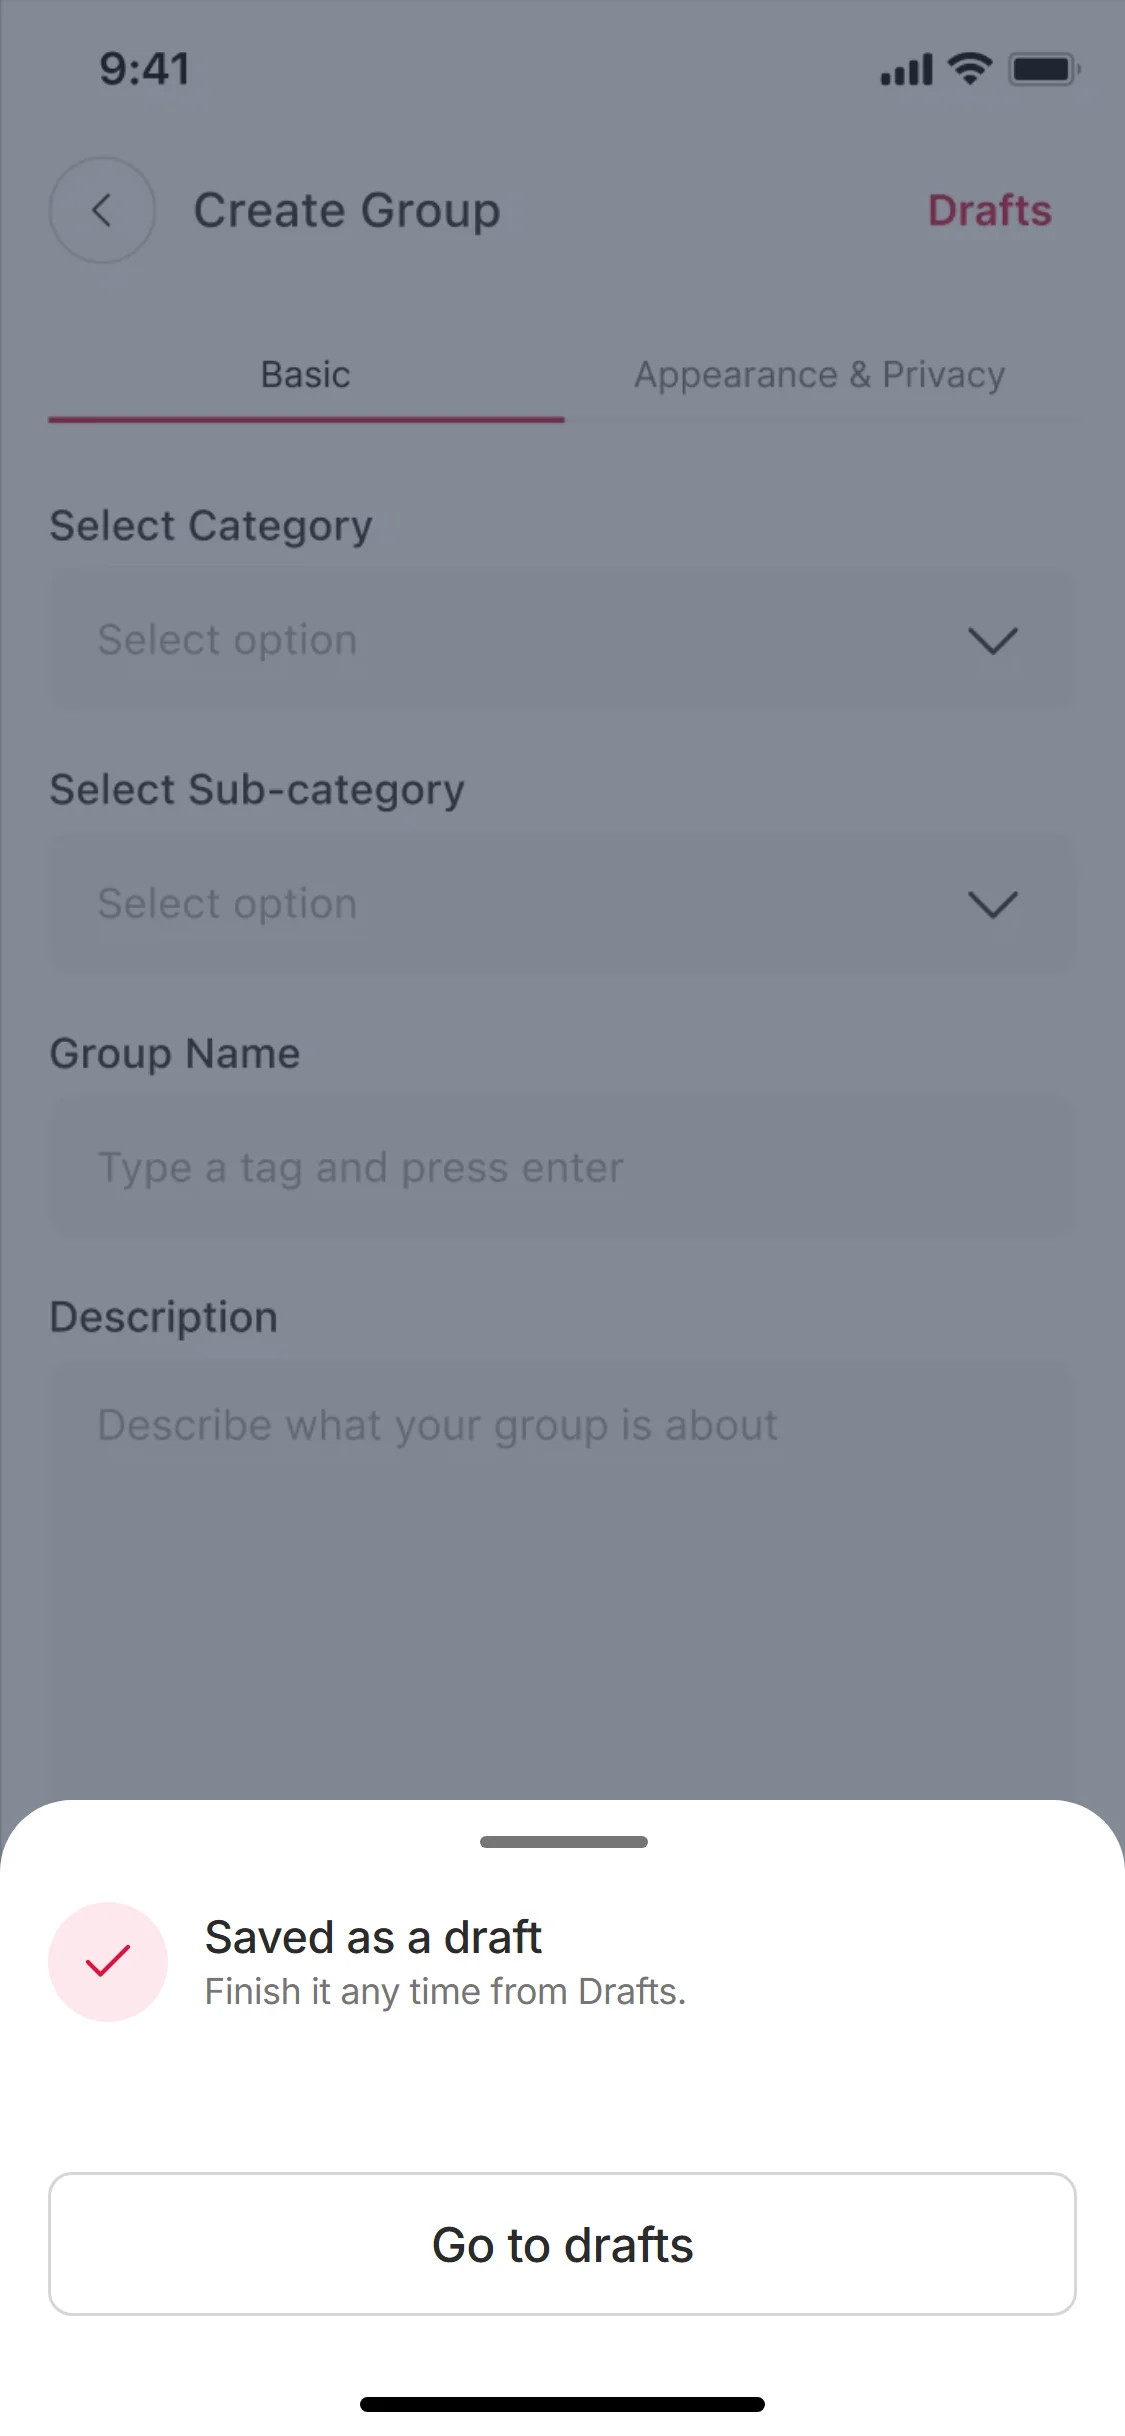 9:41
Create Group
Drafts
Basic
Appearance & Privacy
Select Category
Select option
Select Sub-category
Select option
Group Name
Type a tag and press enter
Description
Describe what your group is about
Saved as a draft
Finish it any time from Drafts.
Go to drafts